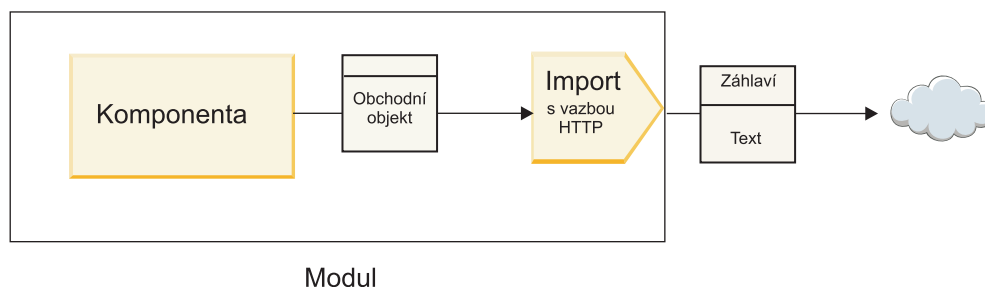 Komponenta
Obchodní
objekt
Import
s vazbou
HTTP
Záhlaví
Text
Modul